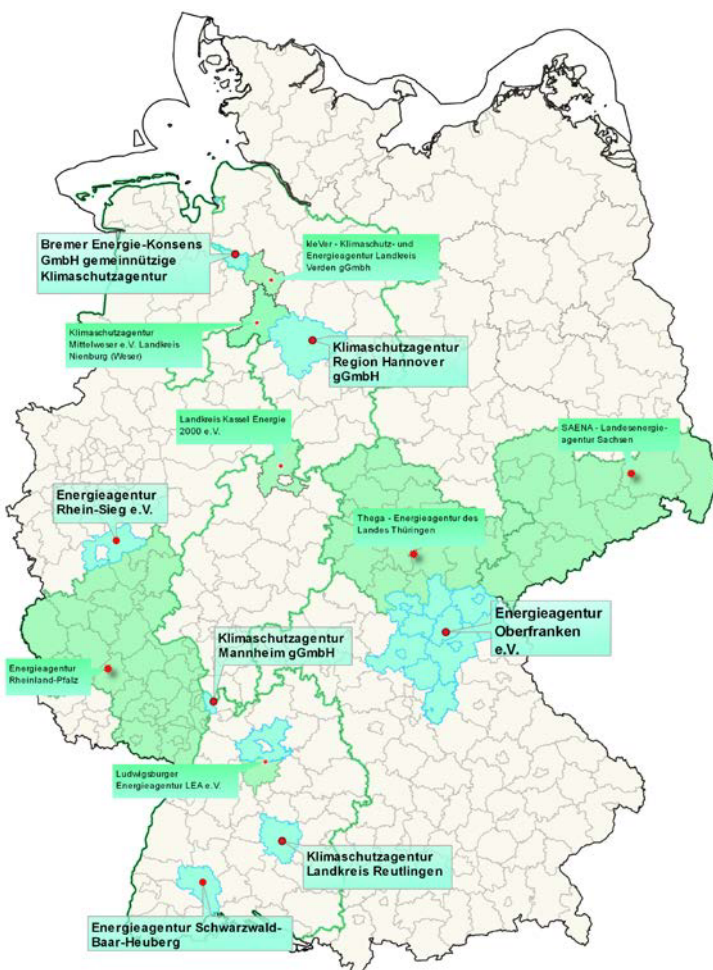 Bremer Energie-Konsens
GmbH gemeinnützige
Klimaschutzagentur
kleVer - Klimaschutz- und
Energieagentur Landkreis
Verden gGmbh
Klimaschutzagentur
Mittelweser e.V. Landkreis
Nienburg (Weser)
Klimaschutzagentur
Region Hannover
gGmbH
Landkreis Kassel Energie
2000 e.V.
SAENA - Landesenergie-
agentur Sachsen
Energieagentur
Rhein-Sieg e.V.
Thega - Energieagentur des
Landes Thüringen
Energieagentur
Oberfranken
e.V.
Klimaschutzagentur
Mannheim gGmbH
Energieagentur
Rheinland-Pfalz
Ludwigsburger
Energieagentur LEA e.V.
Klimaschutzagentur
Landkreis Reutlingen
Energieagentur Schwarzwald-
Baar-Heuberg